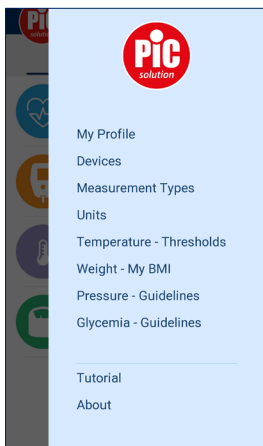 PiC
solution
My Profile
Devices
Measurement Types
Units
Temperature - Thresholds
Weight - My BMI
Pressure - Guidelines
Glycemia - Guidelines
Tutorial
About